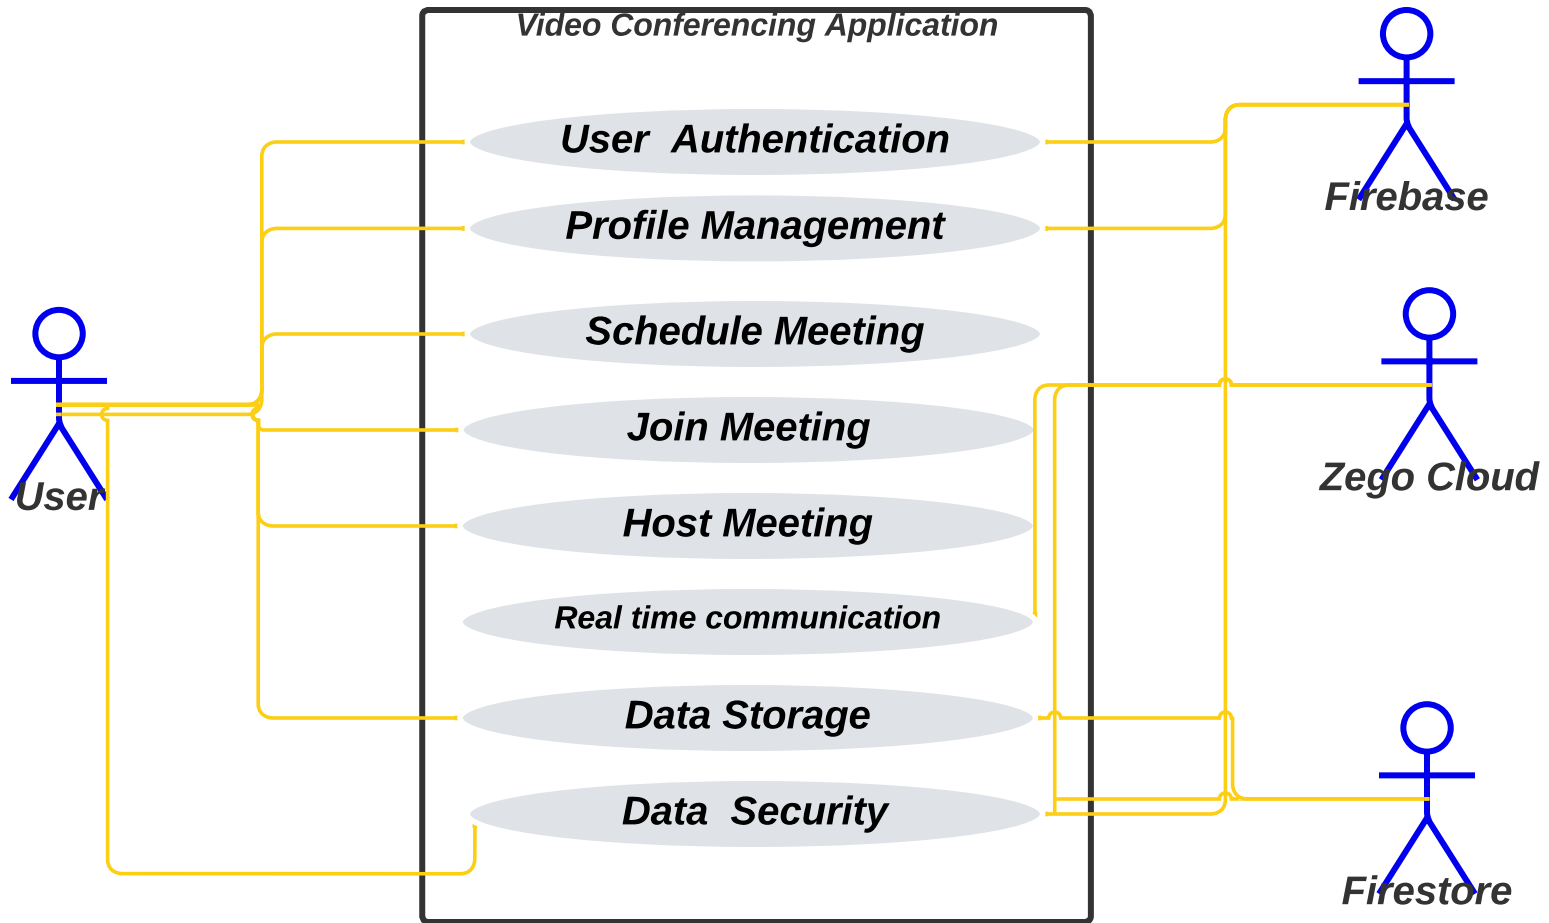 Video Conferencing Application
User Authentication
Firebase
Profile Management
Schedule Meeting
Join Meeting
Zego Cloud
User
Host Meeting
Real time communication
Data Storage
Data Security
Firestore